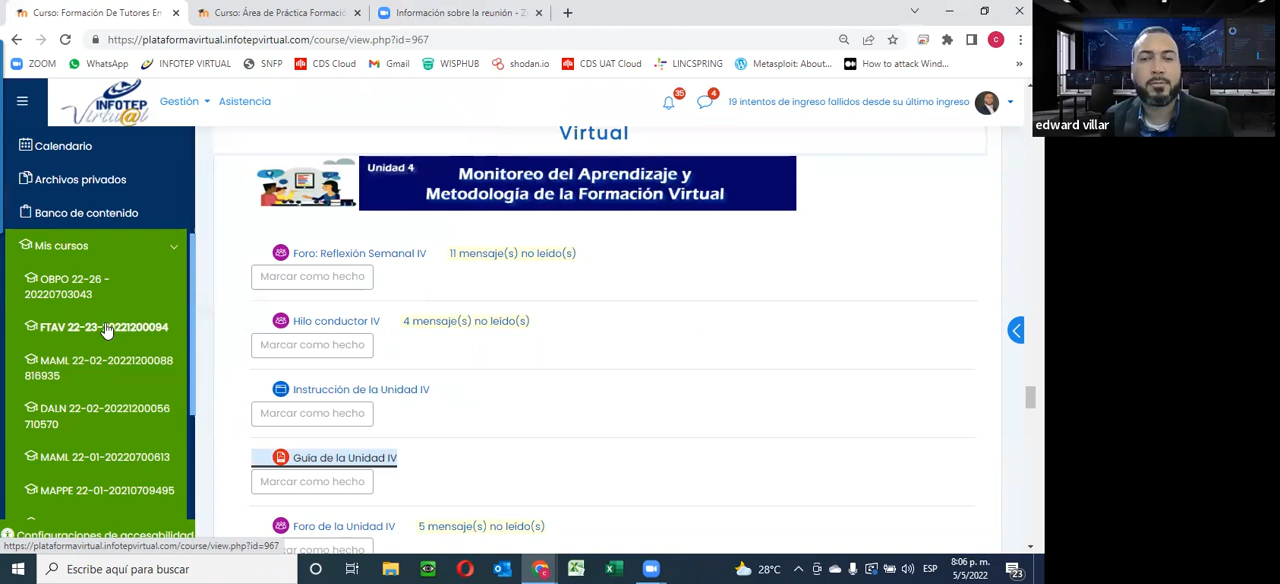 Curso: Formación De Tutores En
Curso: Área de Práctica Formació
Información sobre la reunión - Z
https://plataformavirtual.infotepvirtual.com/course/view.php?id=967
ZOOM
WhatsApp
INFOTEP VIRTUAL
SNFP
CDS Cloud
Gmail
WISPHUB
shodan.io
CDS UAT Cloud
LINCSPRING
Metasploit: About...
How to attack Wind...
»
INFOTEP
Virtu@l
Gestión
Asistencia
35
4
19 intentos de ingreso fallidos desde su último ingreso
edward villar
Calendario
Archivos privados
Banco de contenido
Mis cursos
OBPO 22-26 -
20220703043
FTAV 22-23-20221200094
MAML 22-02-20221200088
816935
DALN 22-02-20221200056
710570
MAML 22-01-20220700613
MAPPE 22-01-20210709495
Configuraciones de accesabilidad
https://plataformavirtual.infotepvirtual.com/course/view.php?id=967
Virtual
Unidad 4
Monitoreo del Aprendizaje y
Metodología de la Formación Virtual
Foro: Reflexión Semanal IV
11 mensaje(s) no leído(s)
Marcar como hecho
Hilo conductor IV
4 mensaje(s) no leído(s)
Marcar como hecho
Instrucción de la Unidad IV
Marcar como hecho
Guía de la Unidad IV
Marcar como hecho
Foro de la Unidad IV
5 mensaje(s) no leído(s)
car como hecho
Escribe aquí para buscar
28°C
ESP
8:06 p. m.
5/5/2022
23